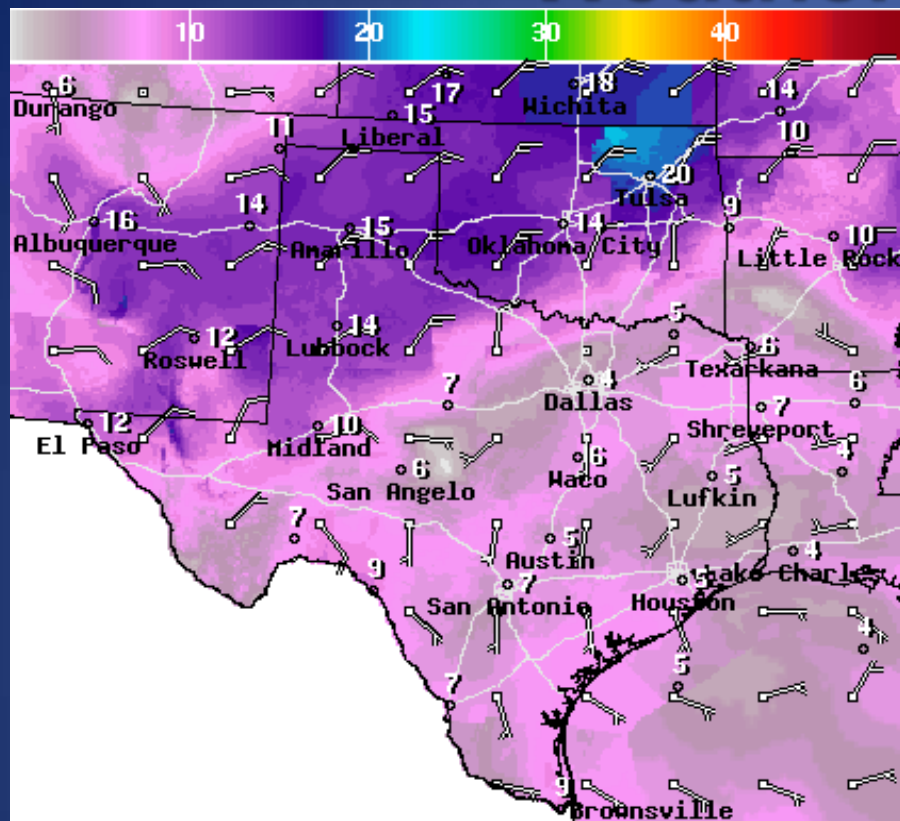 10 20 30 40
6 17 18 14
Durango Wichita
15
11 Liberal 10
20
Tulsa
16 14 15 14 9 10
Albuquerque Amarillo Oklahoma City Little Rock
12 14 5 6
Roswell Lubbock Texarkana
7 4 7 6
Dallas
12 10 Shreveport
El Paso Midland
6 6 5 4
San Angelo Waco Lufkin
7 5 4
Austin
9 7 5 Lake Charles
San Antonio Houston
4
7 5
9
Brownsville